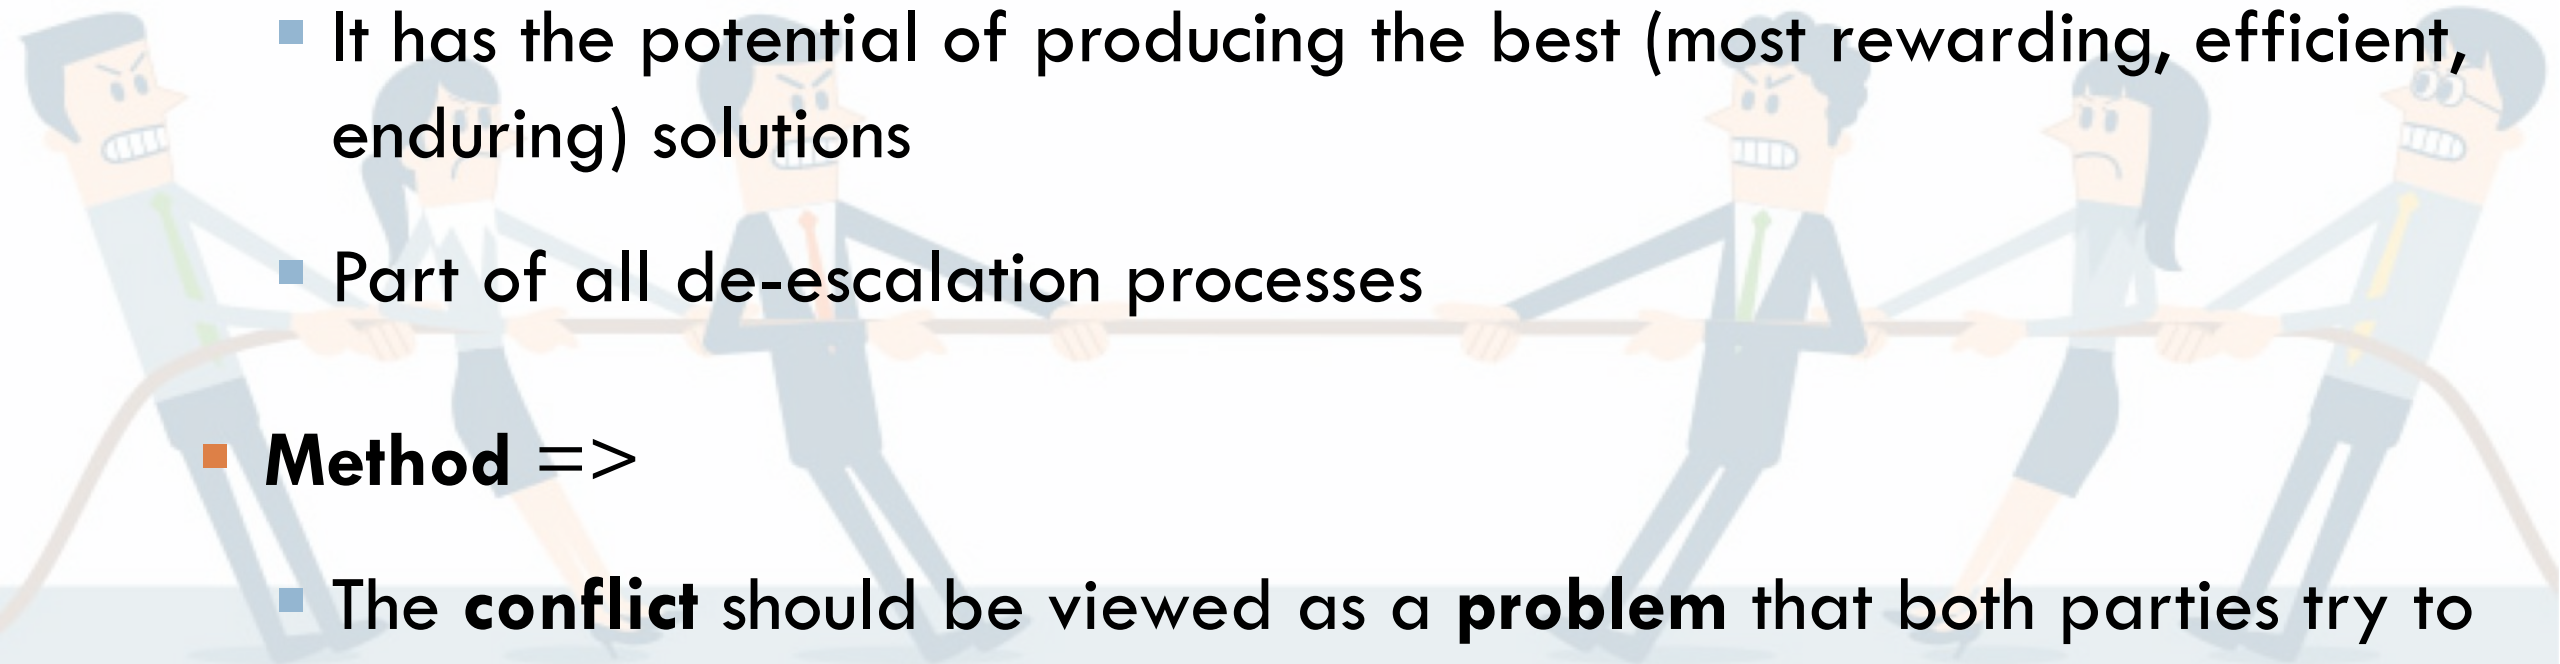 It has the potential of producing the best (most rewarding, efficient,
enduring) solutions
Part of all de-escalation processes
Method =>
The conflict should be viewed as a problem that both parties try to